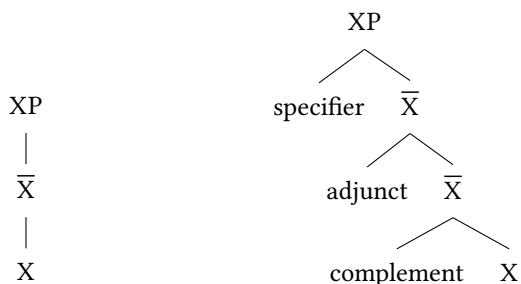 XP
X̅
X
XP
specifier X̅
adjunct X̅
complement X